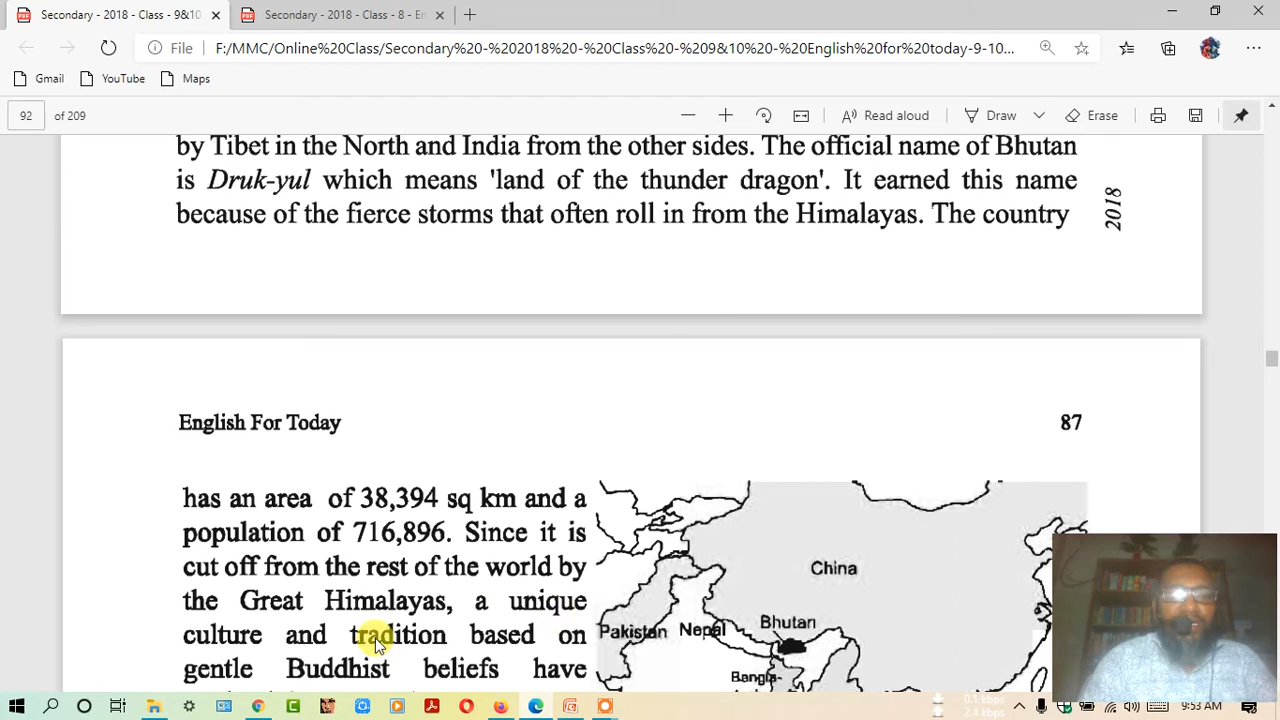 Secondary - 2018 - Class - 9&10
Secondary - 2018 - Class - 8 - En
File
F:/MMC/Online%20Class/Secondary%20-%202018%20-%20Class%20-%209&10%20-%20English%20for%20today-9-10...
Gmail
YouTube
Maps
92
of 209
Read aloud
Draw
Erase
by Tibet in the North and India from the other sides. The official name of Bhutan
is Druk-yul which means 'land of the thunder dragon'. It earned this name
because of the fierce storms that often roll in from the Himalayas. The country
2018
English For Today
87
has an area of 38,394 sq km and a
population of 716,896. Since it is
cut off from the rest of the world by
the Great Himalayas, a unique
culture and tradition based on
gentle Buddhist beliefs have
China
Bhutan
Pakistan
Nepal
Bangla-
0.1 kbps
2.4 kbps
9:53 AM